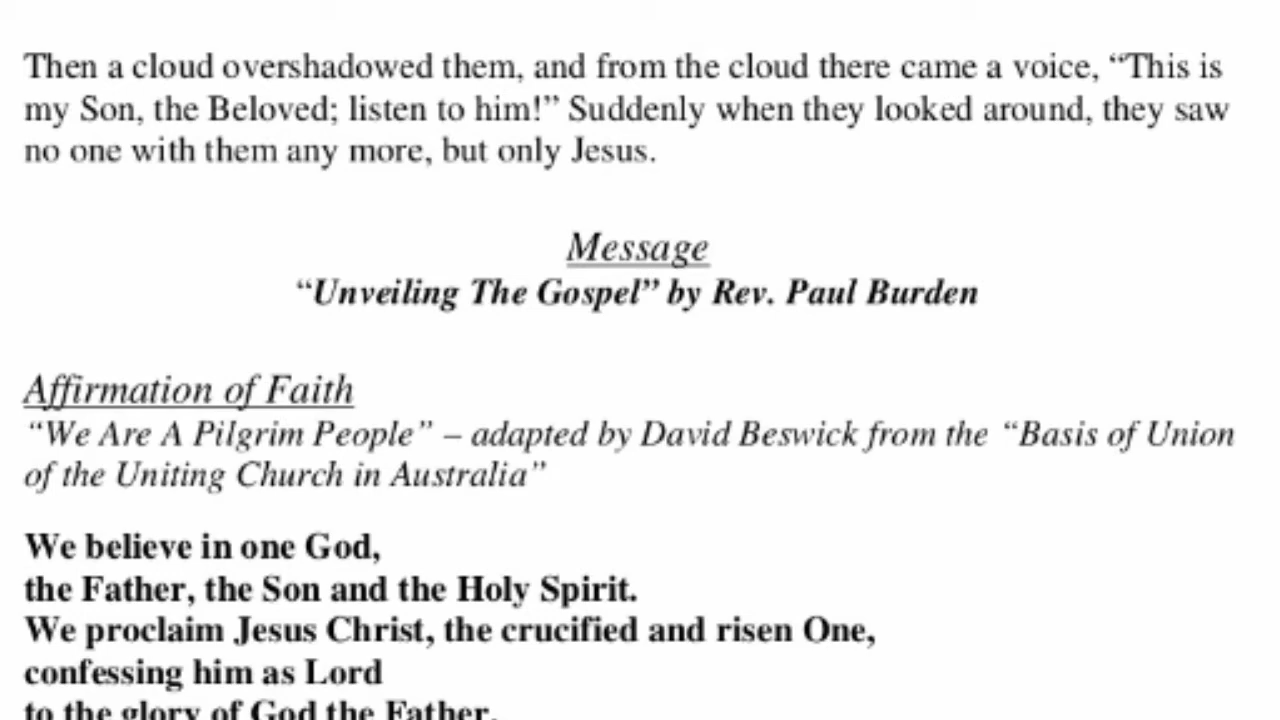 Then a cloud overshadowed them, and from the cloud there came a voice, “This is
my Son, the Beloved; listen to him!” Suddenly when they looked around, they saw
no one with them any more, but only Jesus.
Message
“Unveiling The Gospel” by Rev. Paul Burden
Affirmation of Faith
“We Are A Pilgrim People” – adapted by David Beswick from the “Basis of Union
of the Uniting Church in Australia”
We believe in one God,
the Father, the Son and the Holy Spirit.
We proclaim Jesus Christ, the crucified and risen One,
confessing him as Lord
to the glory of God the Father.